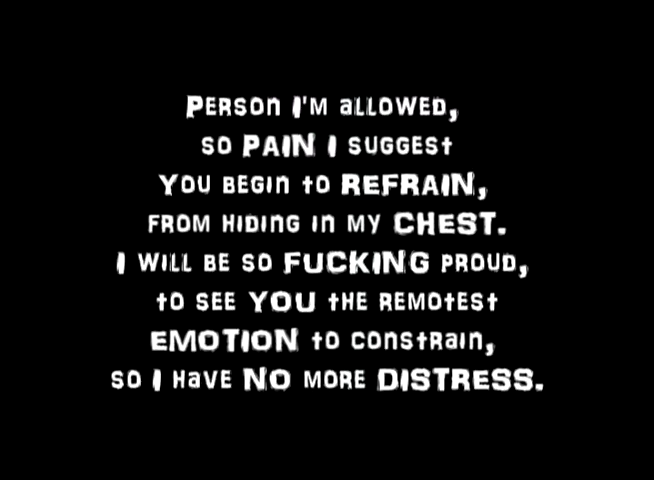 Person I'm allowed,
so PAIN I suggest
you begin to REFRAIN,
from hiding in my CHEST.
I will be so FUCKING proud,
to see YOU the remotest
EMOTION to constrain,
so I have NO more DISTRESS.